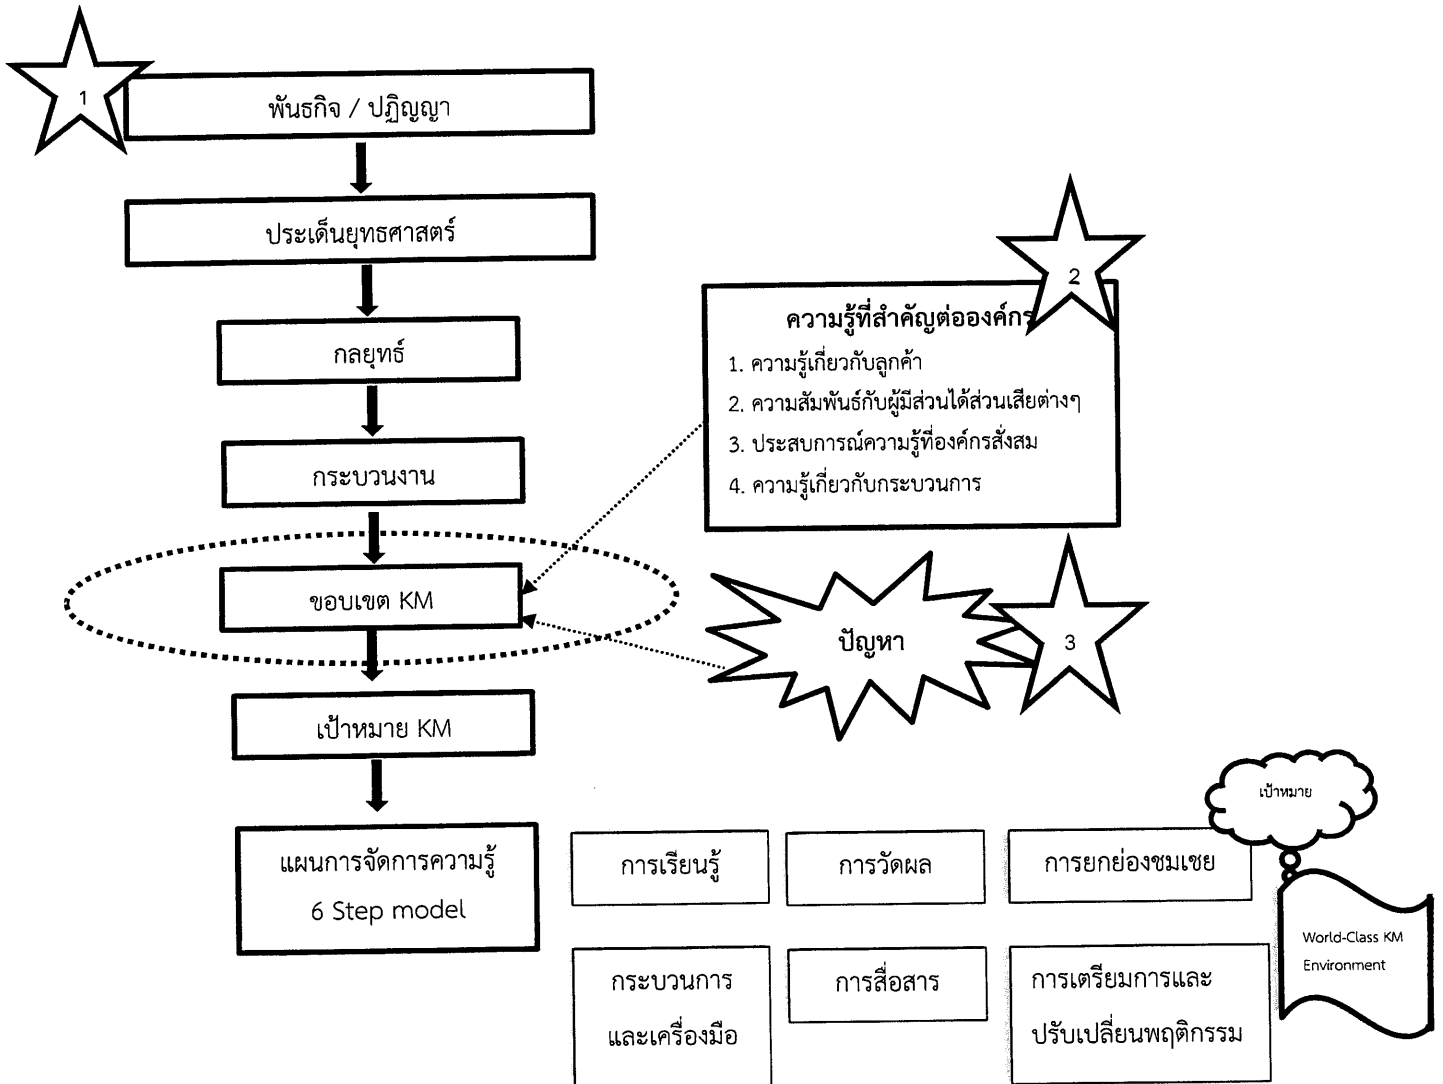 1
พันธกิจ / ปฏิญญา
ประเด็นยุทธศาสตร์
กลยุทธ์
กระบวนงาน
ขอบเขต KM
เป้าหมาย KM
แผนการจัดการความรู้
6 Step model
2
ความรู้ที่สำคัญต่อองค์กร
1. ความรู้เกี่ยวกับลูกค้า
2. ความสัมพันธ์กับผู้มีส่วนได้ส่วนเสียต่างๆ
3. ประสบการณ์ความรู้ที่องค์กรสั่งสม
4. ความรู้เกี่ยวกับกระบวนการ
ปัญหา
3
การเรียนรู้
การวัดผล
การยกย่องชมเชย
กระบวนการ
และเครื่องมือ
การสื่อสาร
การเตรียมการและ
ปรับเปลี่ยนพฤติกรรม
เป้าหมาย
World-Class KM
Environment